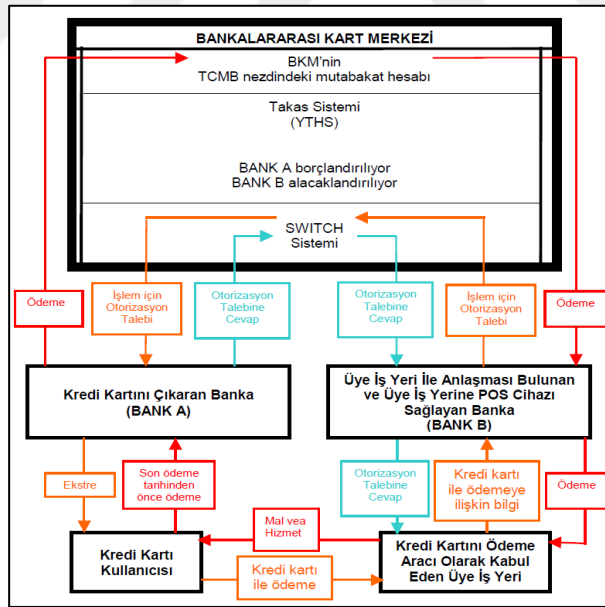 BANKALARARASI KART MERKEZİ
BKM'nin
TCMB nezdindeki mutabakat hesabı
Takas Sistemi
(YTHS)
BANK A borçlandırılıyor
BANK B alacaklandırılıyor
SWITCH
Sistemi
Ödeme
İşlem için
Otorizasyon
Talebi
Otorizasyon
Talebine
Cevap
Otorizasyon
Talebine
Cevap
İşlem için
Otorizasyon
Talebi
Ödeme
Kredi Kartını Çıkaran Banka
(BANK A)
Üye İş Yeri İle Anlaşması Bulunan
ve Üye İş Yerine POS Cihazı
Sağlayan Banka
(BANK B)
Ekstre
Son ödeme
tarihinden
önce ödeme
Otorizasyon
Talebine
Cevap
Kredi kartı
ile ödemeye
ilişkin bilgi
Ödeme
Kredi Kartı
Kullanıcısı
Mal vea
Hizmet
Kredi kartı
ile ödeme
Kredi Kartını Ödeme
Aracı Olarak Kabul
Eden Üye İş Yeri